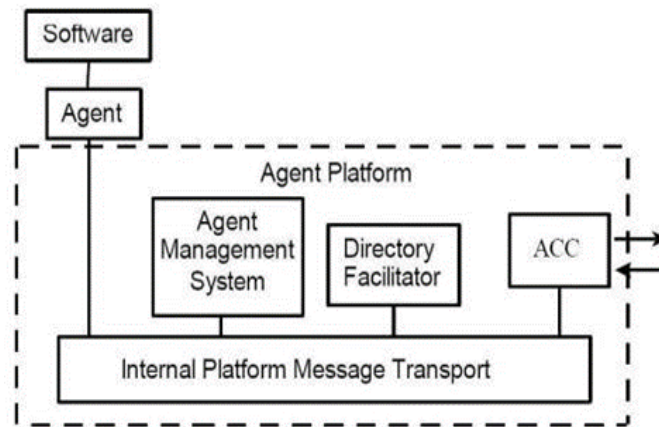 Software
Agent
Agent Platform
Agent
Management
System
Directory
Facilitator
ACC
Internal Platform Message Transport